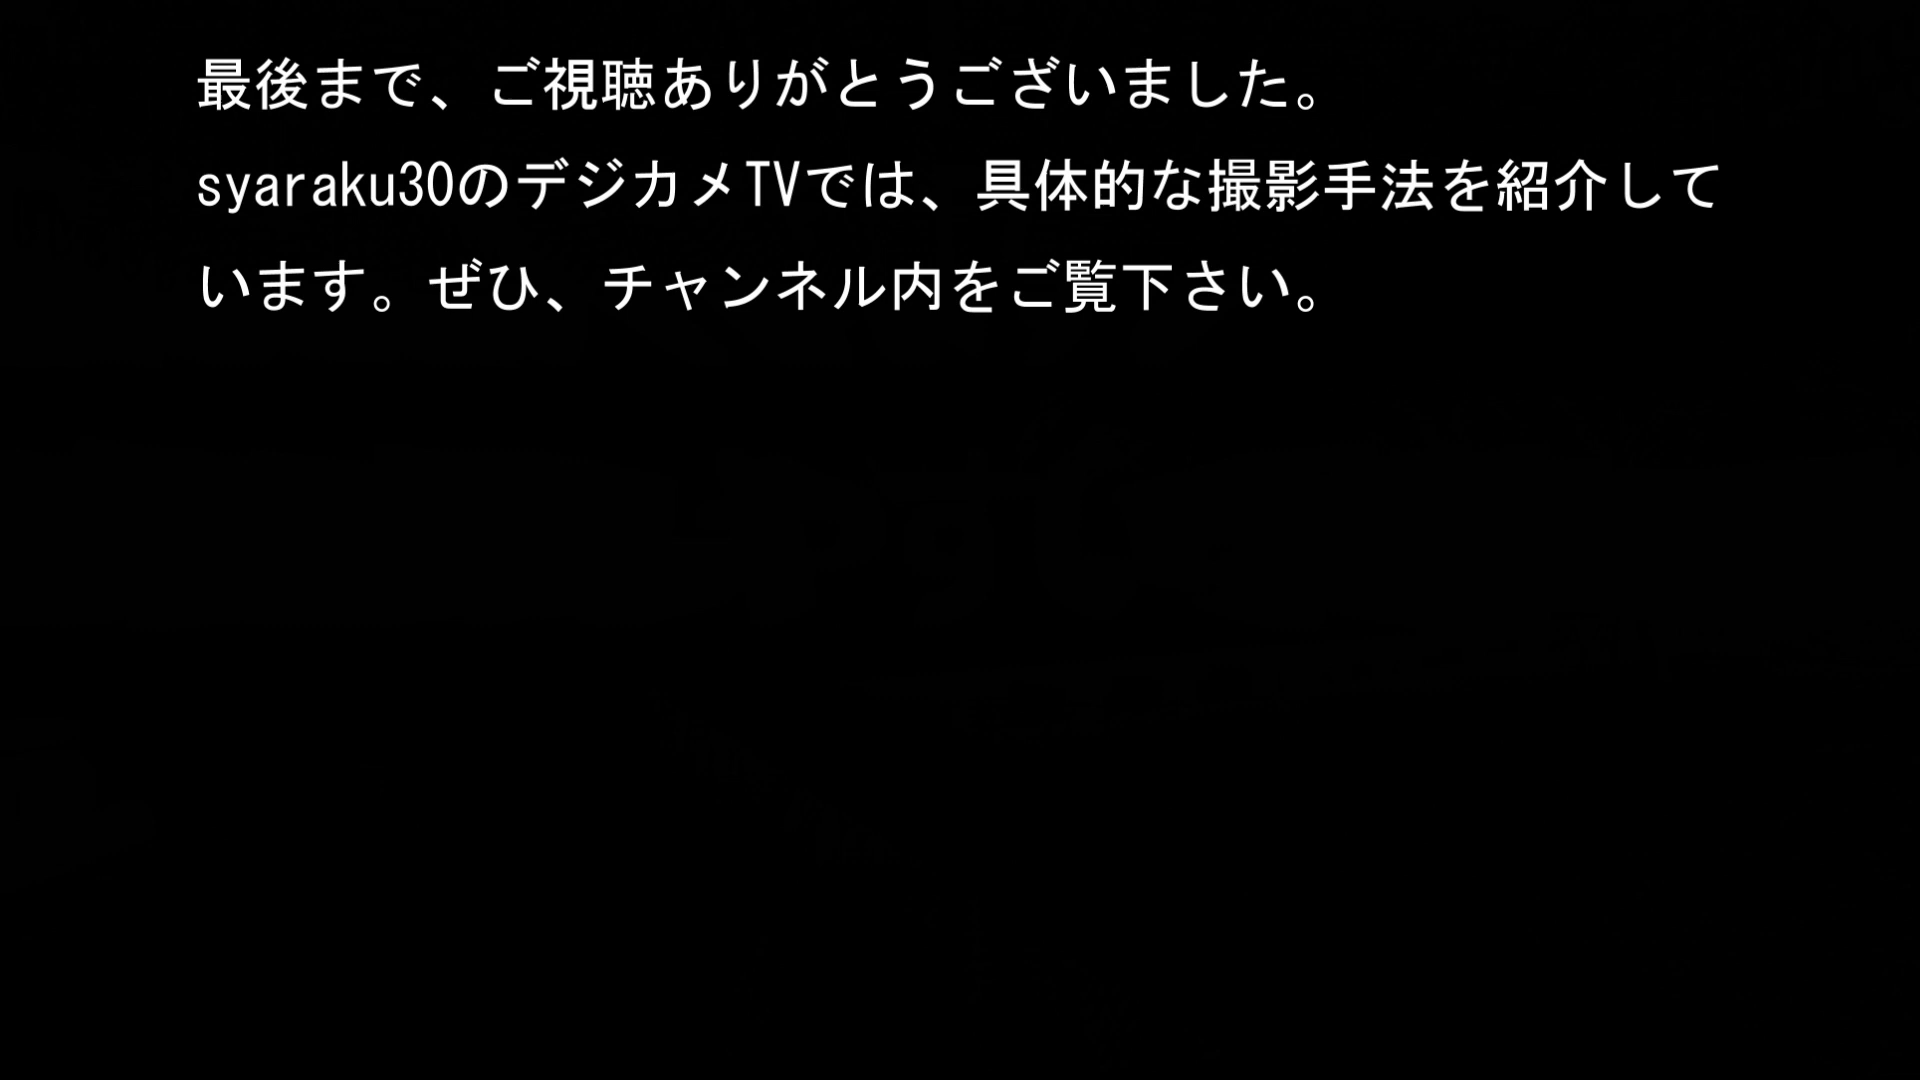 最後まで、ご視聴ありがとうございました。
syaraku30のデジカメTVでは、具体的な撮影手法を紹介して
います。ぜひ、チャンネル内をご覧下さい。